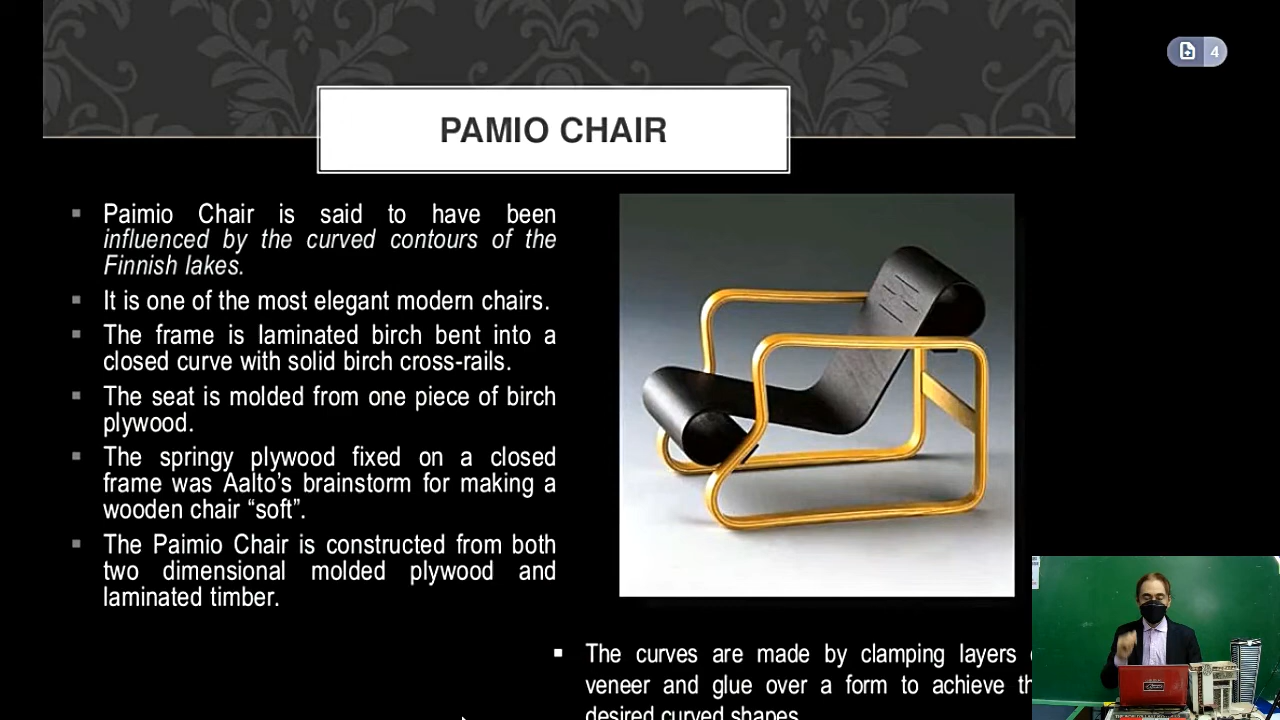 4
PAMIO CHAIR
Paimio Chair is said to have been
influenced by the curved contours of the
Finnish lakes.
It is one of the most elegant modern chairs.
The frame is laminated birch bent into a
closed curve with solid birch cross-rails.
The seat is molded from one piece of birch
plywood.
The springy plywood fixed on a closed
frame was Aalto’s brainstorm for making a
wooden chair “soft”.
The Paimio Chair is constructed from both
two dimensional molded plywood and
laminated timber.
The curves are made by clamping layers
veneer and glue over a form to achieve
desired curved shapes